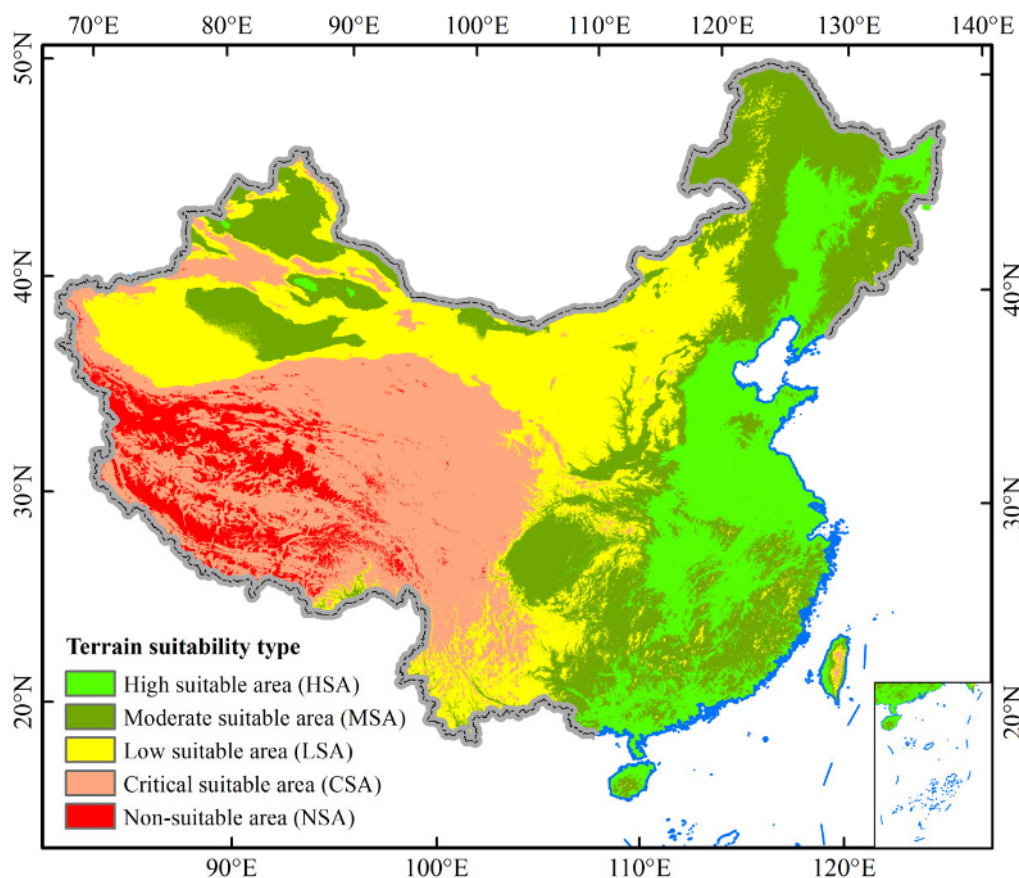 70°E 80°E 90°E 100°E 110°E 120°E 130°E 140°E
50°N
40°N
40°N
30°N
30°N
20°N
20°N
Terrain suitability type
High suitable area (HSA)
Moderate suitable area (MSA)
Low suitable area (LSA)
Critical suitable area (CSA)
Non-suitable area (NSA)
90°E 100°E 110°E 120°E